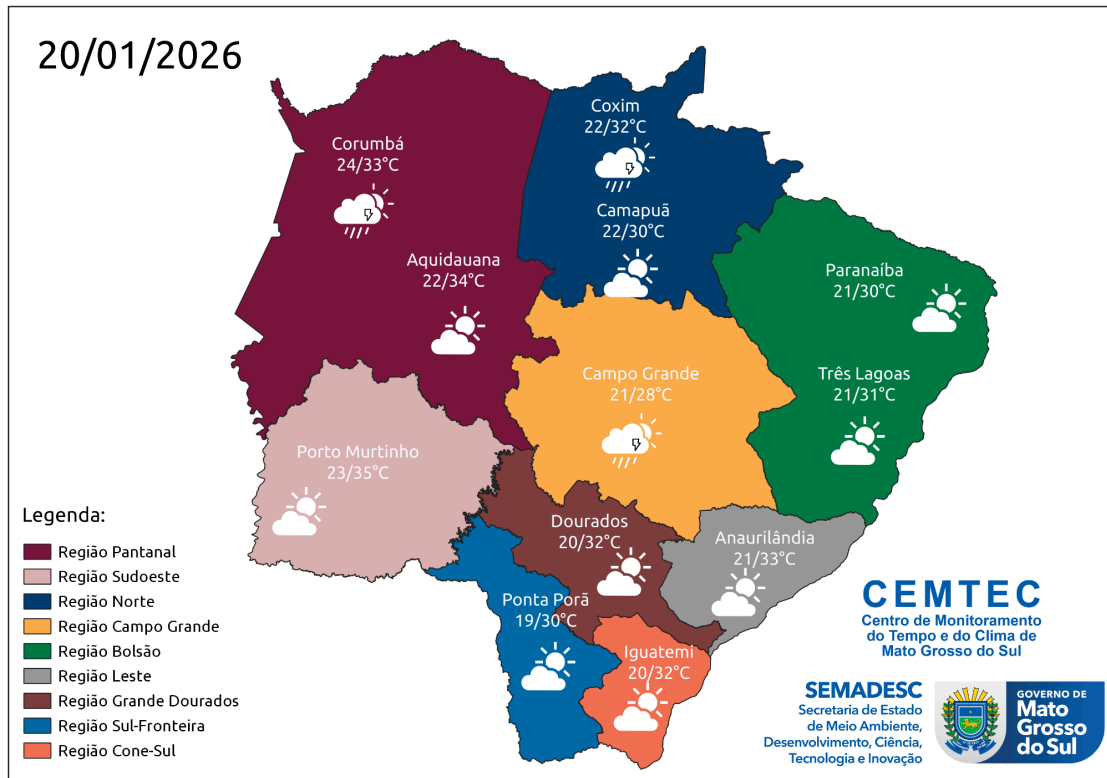 20/01/2026
Coxim
22/32°C
Corumbá
24/33°C
Camapuã
22/30°C
Aquidauana
22/34°C
Paranaíba
21/30°C
Campo Grande
21/28°C
Três Lagoas
21/31°C
Porto Murtinho
23/35°C
Dourados
20/32°C
Anaurilândia
21/33°C
Ponta Porã
19/30°C
Iguatemi
20/32°C
Legenda:
Região Pantanal
Região Sudoeste
Região Norte
Região Campo Grande
Região Bolsão
Região Leste
Região Grande Dourados
Região Sul-Fronteira
Região Cone-Sul
CEMTEC
Centro de Monitoramento
do Tempo e do Clima de
Mato Grosso do Sul
SEMADESC
Secretaria de Estado
de Meio Ambiente,
Desenvolvimento, Ciência,
Tecnologia e Inovação
GOVERNO DE
Mato
Grosso
do Sul